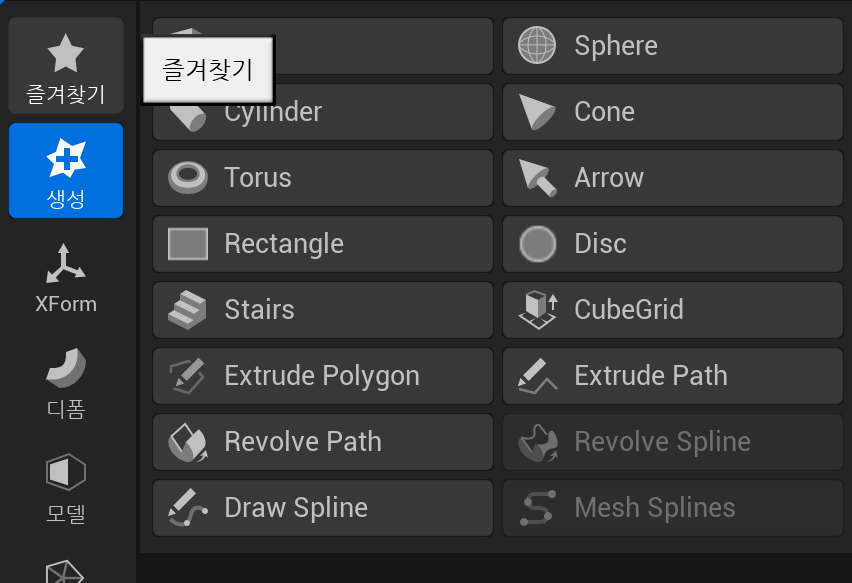 즐겨찾기
생성
XForm
디폼
모델
즐겨찾기
Sphere
Cylinder
Cone
Torus
Arrow
Rectangle
Disc
Stairs
CubeGrid
Extrude Polygon
Extrude Path
Revolve Path
Revolve Spline
Draw Spline
Mesh Splines